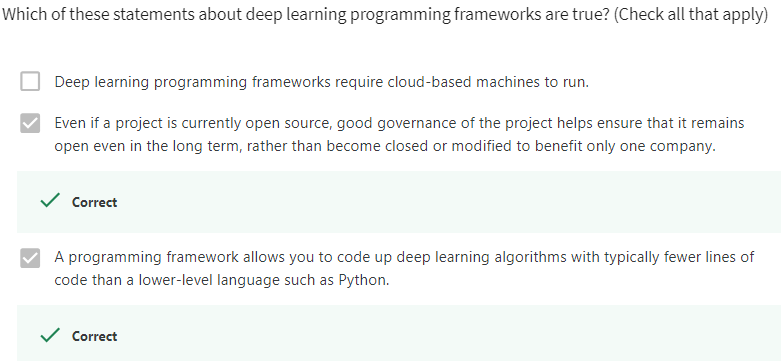 Which of these statements about deep learning programming frameworks are true? (Check all that apply)
Deep learning programming frameworks require cloud-based machines to run.
Even if a project is currently open source, good governance of the project helps ensure that it remains
open even in the long term, rather than become closed or modified to benefit only one company.
Correct
A programming framework allows you to code up deep learning algorithms with typically fewer lines of
code than a lower-level language such as Python.
Correct